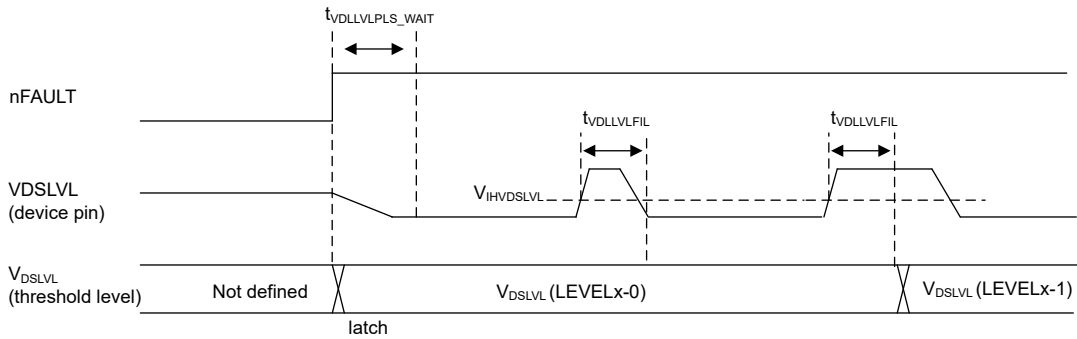 tVDLLVLPLS_WAIT
nFAULT
tVDLLVLFIL
tVDLLVLFIL
VDSLVL
(device pin)
VIHVDSLVL
VDSLVL
(threshold level)
Not defined
VDSLVL (LEVELx-0)
VDSLVL (LEVELx-1)
latch